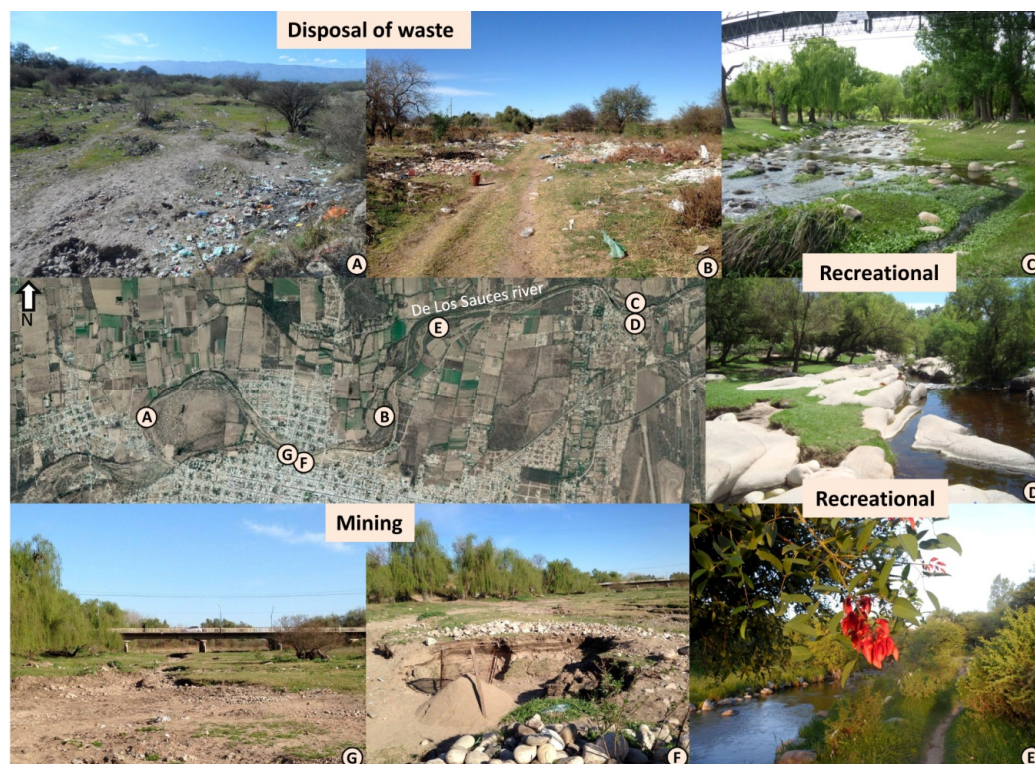 Disposal of waste
A
B
C
Recreational
N
De Los Sauces river
C
D
E
A
B
G
F
D
Recreational
Mining
G
F
E